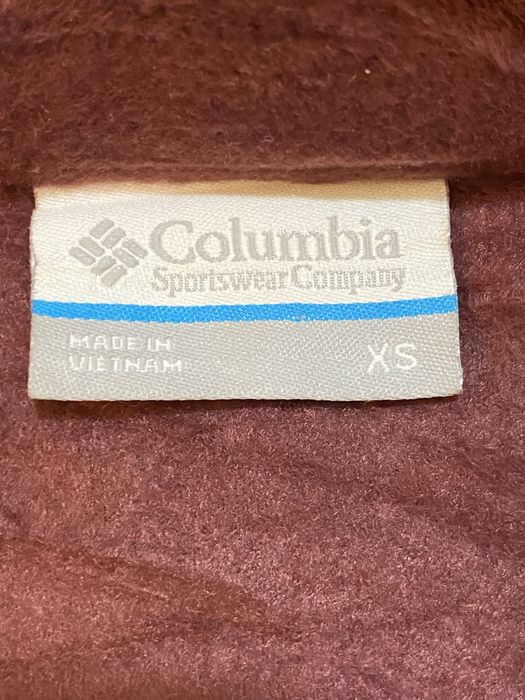 Columbia
Sportswear Company
MADE IN
VIETNAM
XS